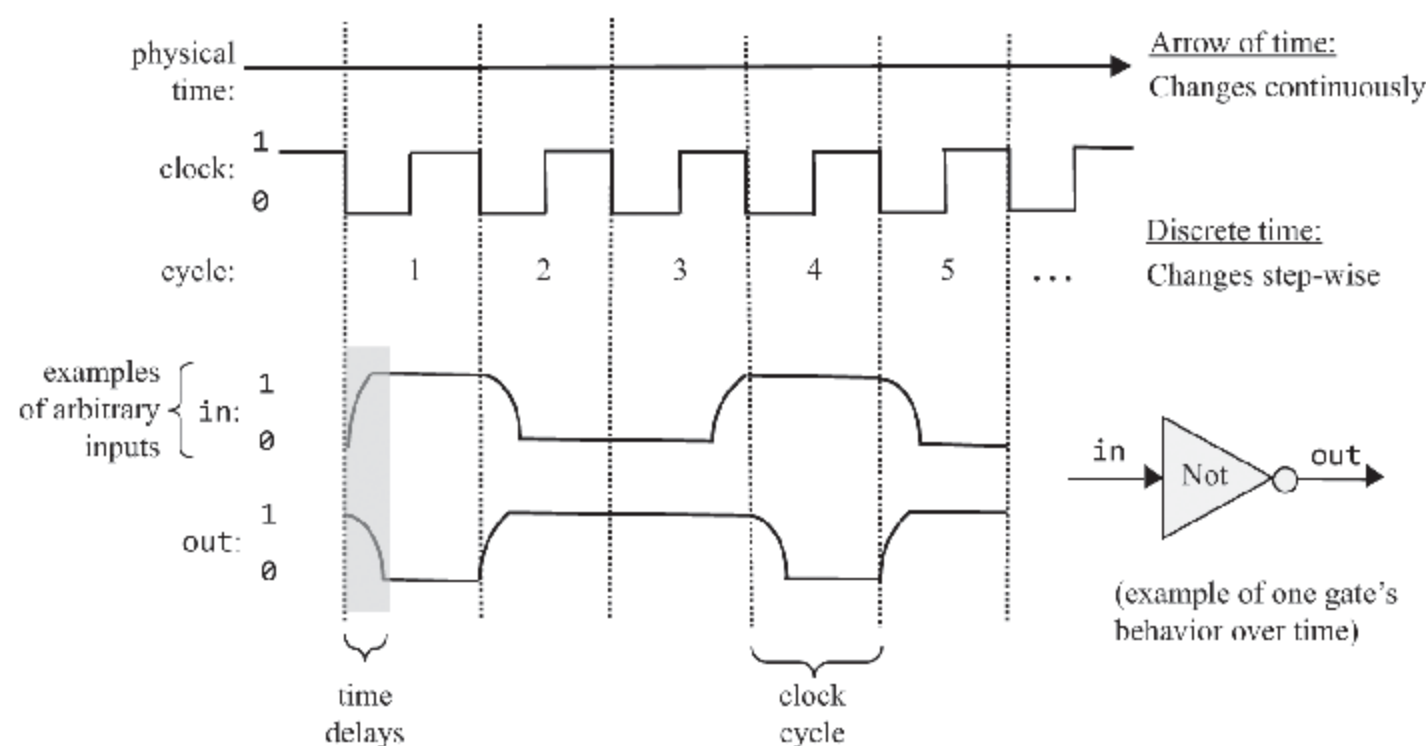 physical
time:
Arrow of time:
Changes continuously
clock:
1
0
cycle:
1 2 3 4 5 ...
Discrete time:
Changes step-wise
examples
of arbitrary
inputs
in:
1
0
out:
1
0
in
Not
out
(example of one gate's
behavior over time)
time
delays
clock
cycle